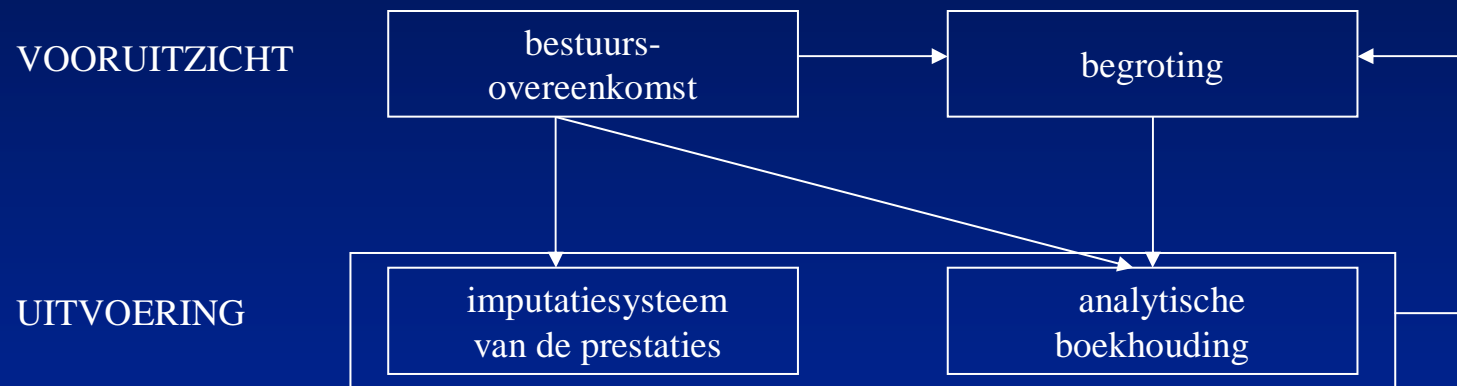 VOORUITZICHT
bestuurs-
overeenkomst
begroting
UITVOERING
imputatiesysteem
van de prestaties
analytische
boekhouding